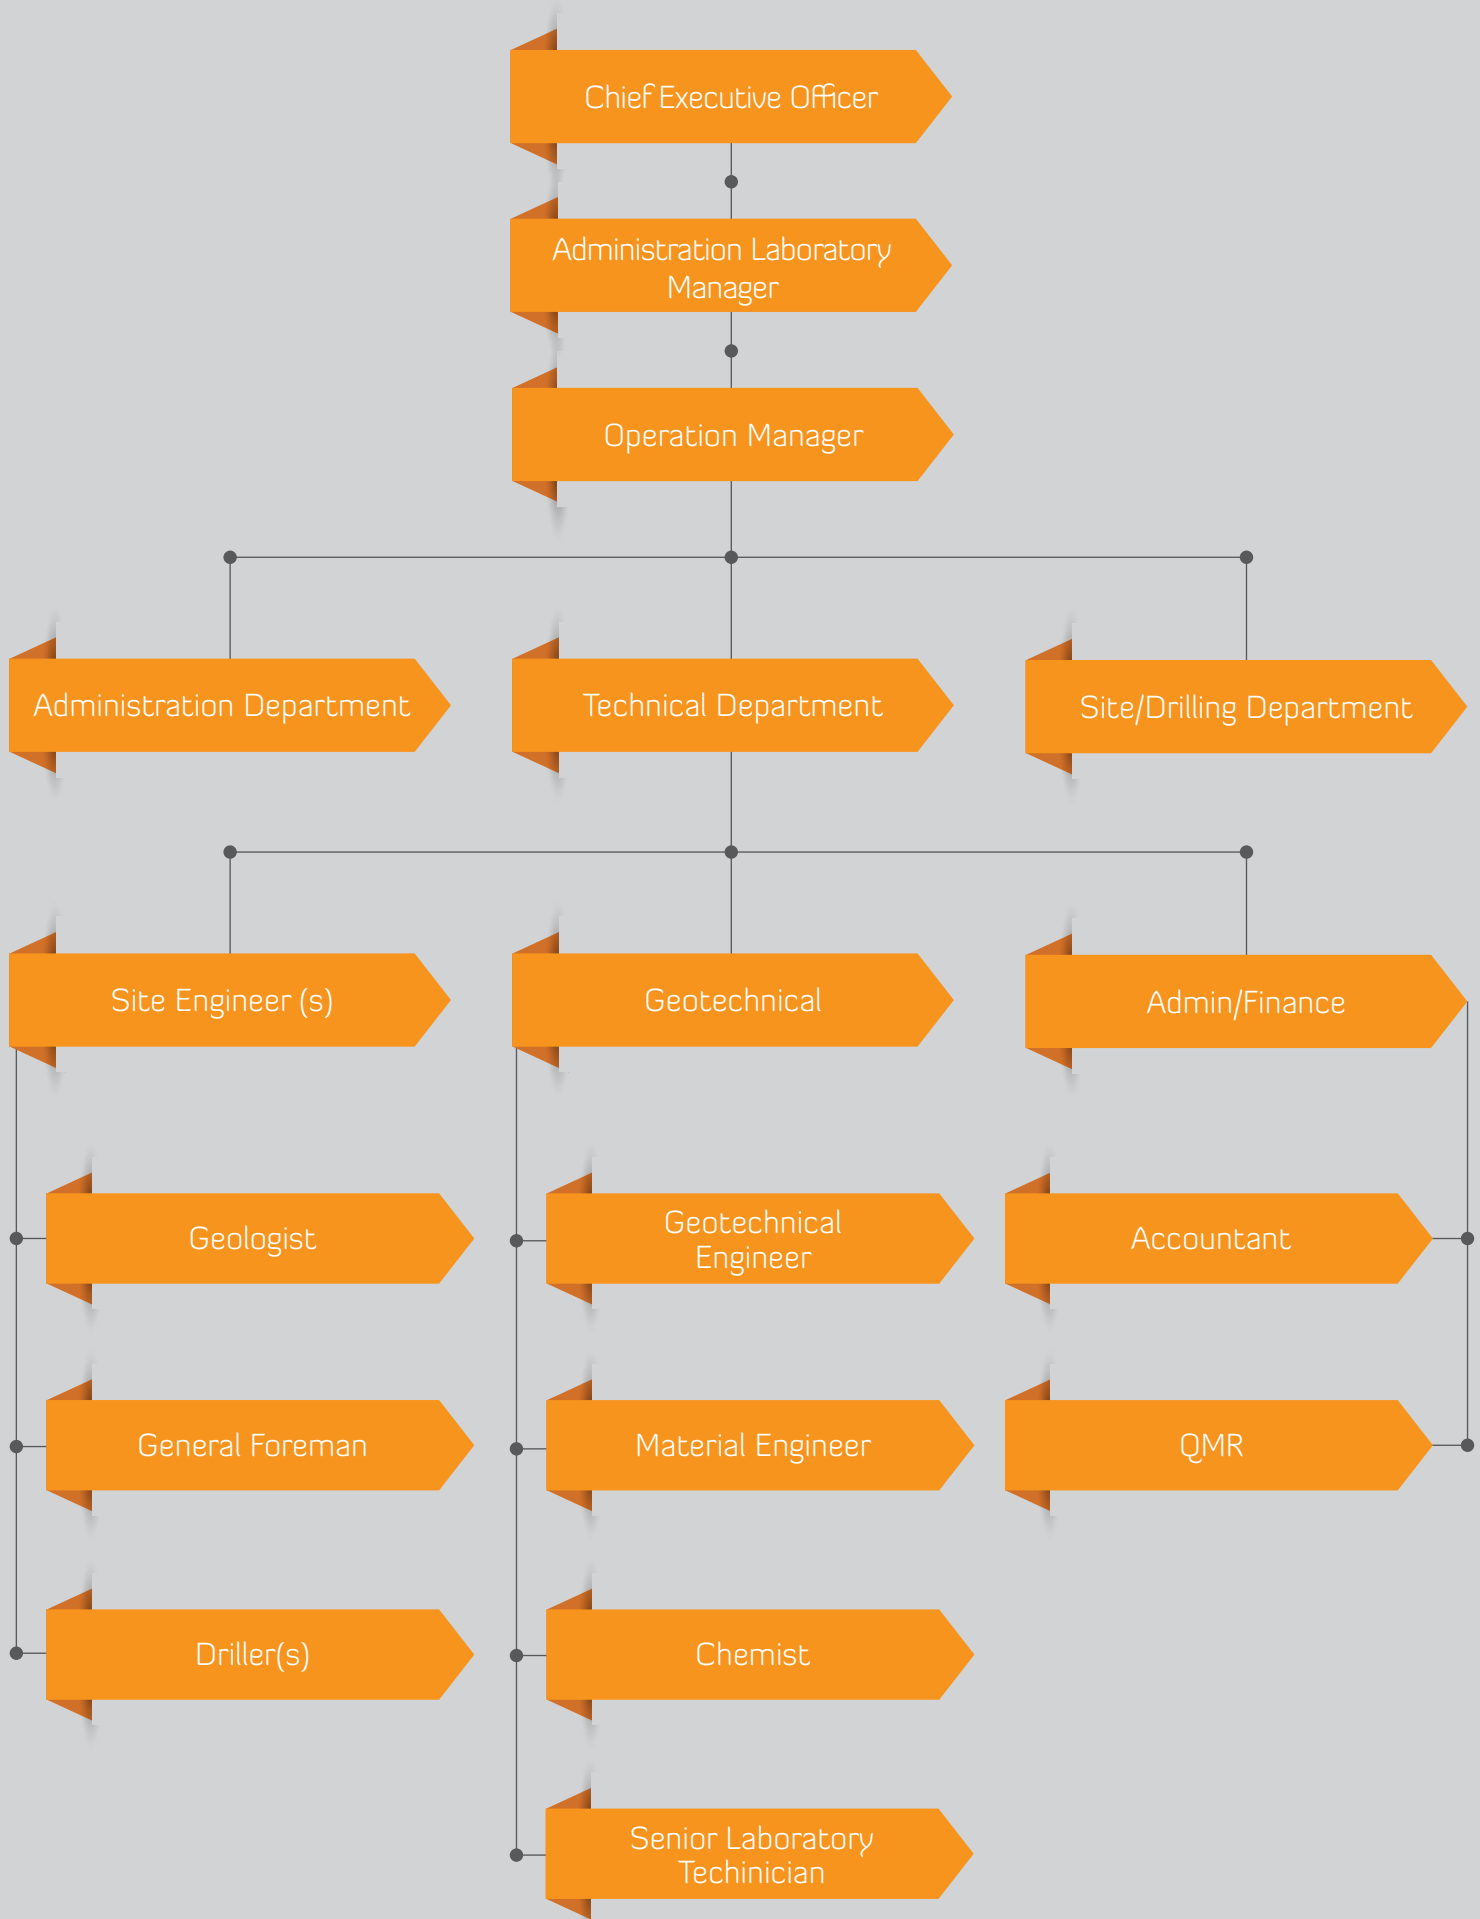 Chief Executive Officer
Administration Laboratory
Manager
Operation Manager
Administration Department
Technical Department
Site/Drilling Department
Site Engineer (s)
Geotechnical
Admin/Finance
Geologist
Geotechnical
Engineer
Accountant
General Foreman
Material Engineer
QMR
Driller(s)
Chemist
Senior Laboratory
Techinician